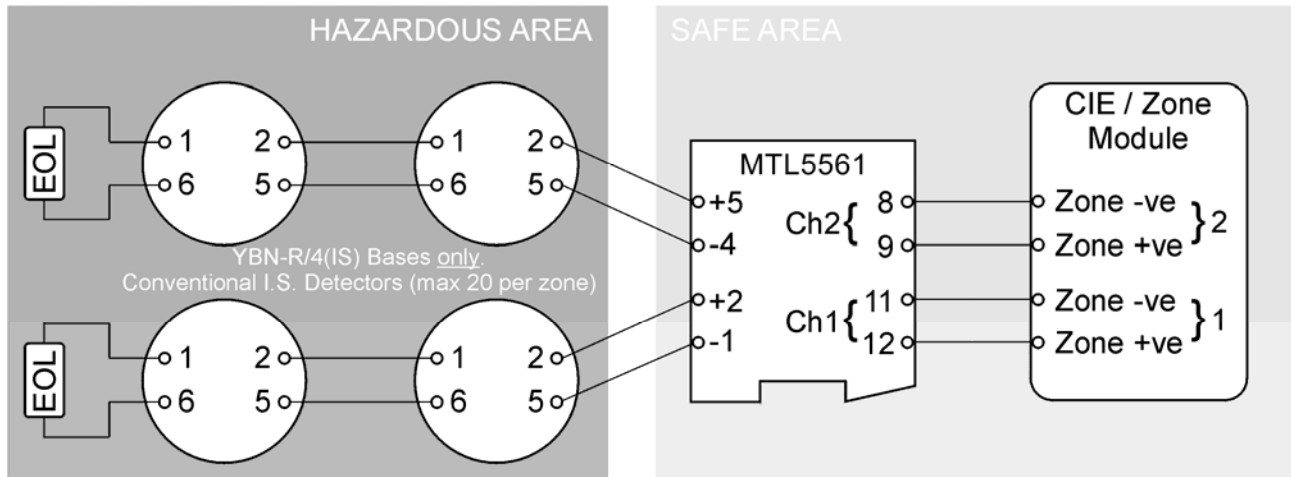 HAZARDOUS AREA
SAFE AREA
CIE / Zone
Module
MTL5561
EOL
1 2
6 5
1 2
6 5
+5
-4
Ch2 {
8
9
Zone -ve
Zone +ve
} 2
YBN-R/4(IS) Bases only.
Conventional I.S. Detectors (max 20 per zone)
EOL
1 2
6 5
1 2
6 5
+2
-1
Ch1 {
11
12
Zone -ve
Zone +ve
} 1